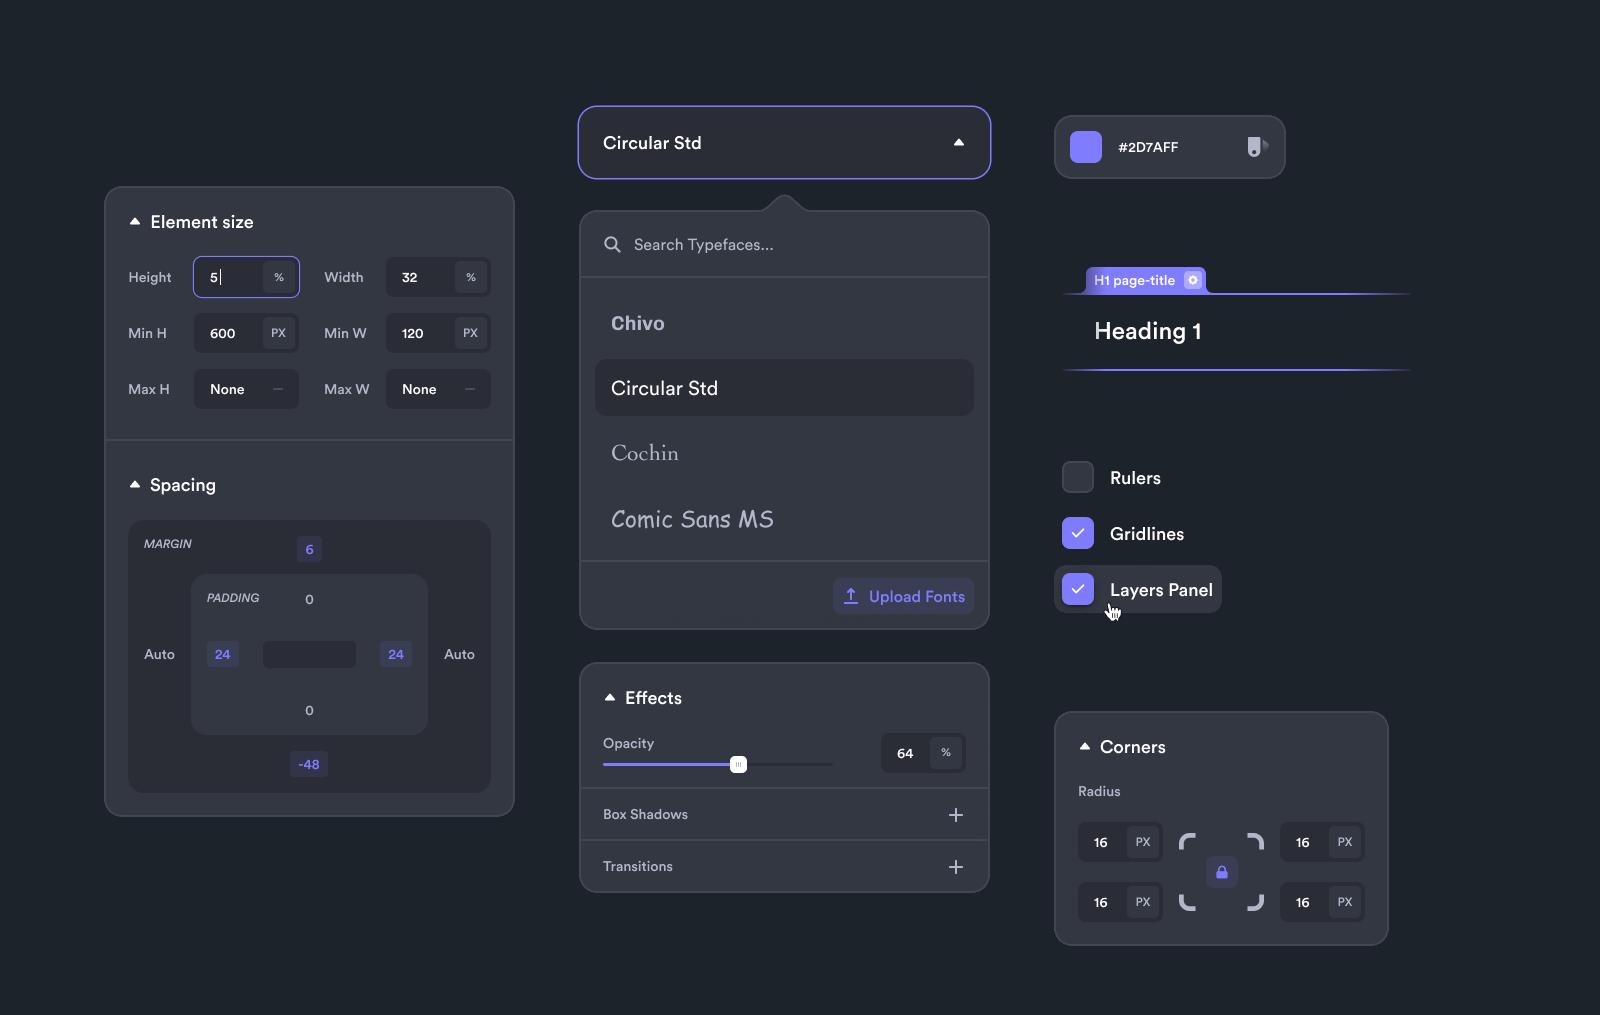 Element size
Height 5 % Width 32 %
Min H 600 PX Min W 120 PX
Max H None – Max W None –
Spacing
MARGIN
6
PADDING
0
Auto 24 24 Auto
0
-48
Circular Std
Search Typefaces...
Chivo
Circular Std
Cochin
Comic Sans MS
Upload Fonts
Effects
Opacity
64 %
Box Shadows
Transitions
#2D7AFF
H1 page-title
Heading 1
Rulers
Gridlines
Layers Panel
Corners
Radius
16 PX 16 PX
16 PX 16 PX